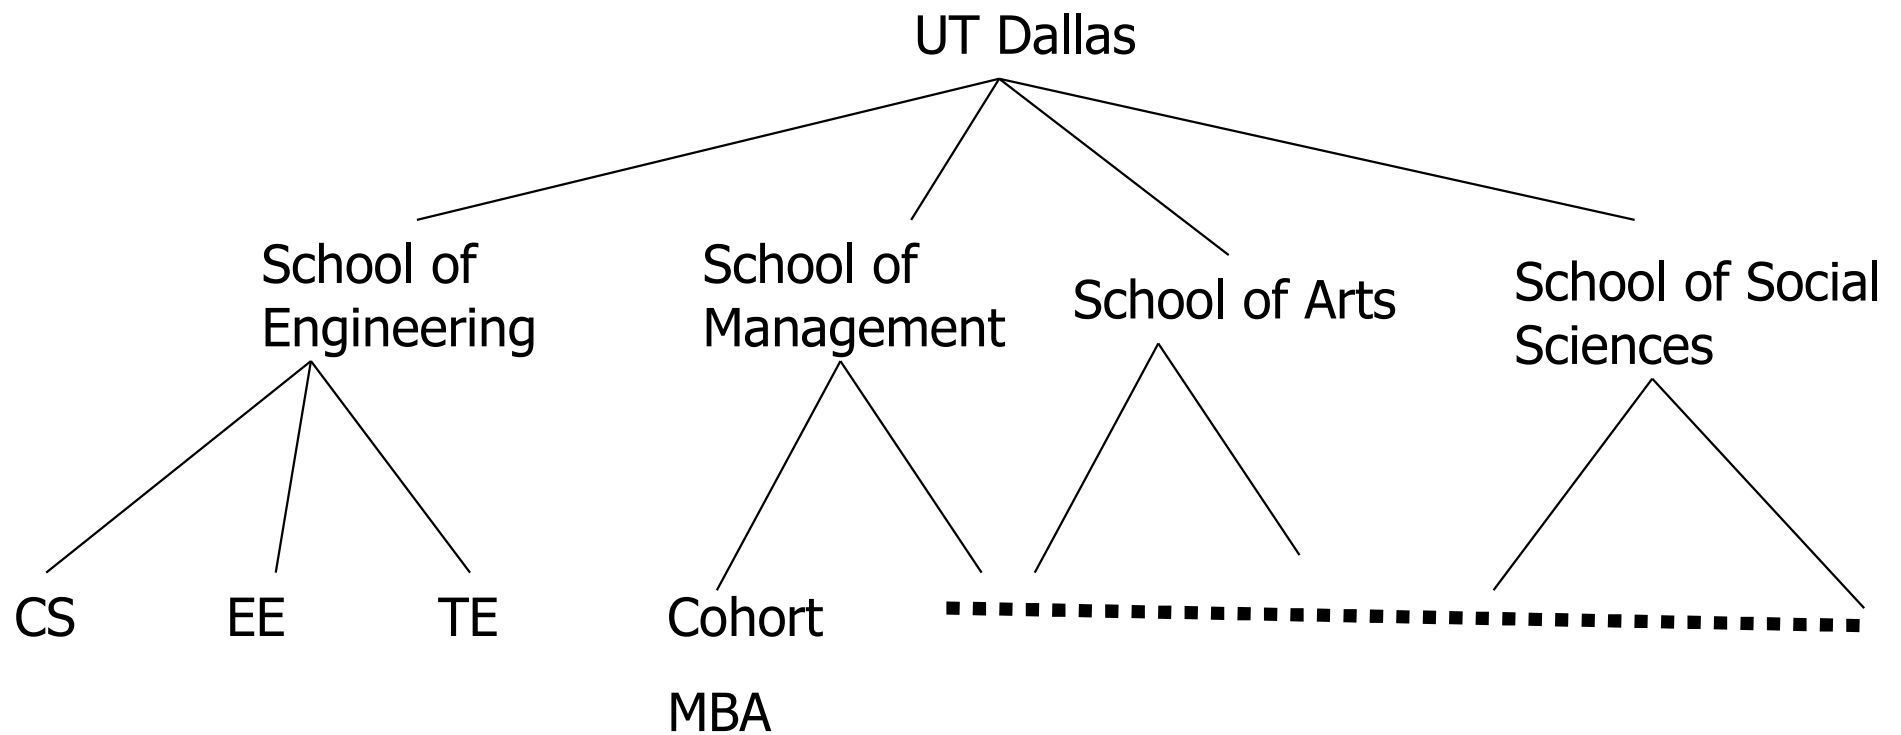 UT Dallas
School of
Engineering
School of
Management
School of Arts
School of Social
Sciences
CS
EE
TE
Cohort
MBA